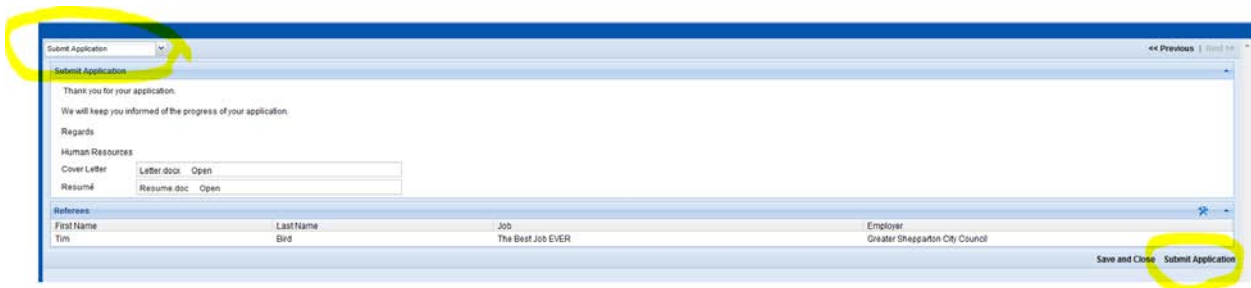 Submit Application
<< Previous | Next >>
Submit Application
Thank you for your application.
We will keep you informed of the progress of your application.
Regards
Human Resources
Cover Letter Letter.docx Open
Resumé Resume.doc Open
Referees
First Name Last Name Job Employer
Tim Bird The Best Job EVER Greater Shepparton City Council
Save and Close Submit Application